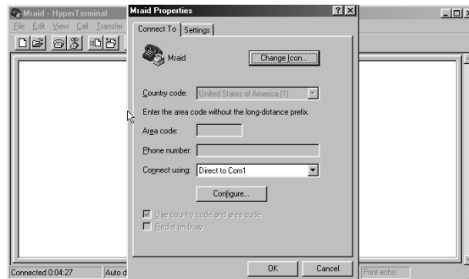 Mraid - HyperTerminal
File Edit View Call Transfer
Mraid Properties
Connect To Settings
Mraid
Change Icon...
Country code: United States of America (1)
Enter the area code without the long-distance prefix.
Area code:
Phone number:
Connect using: Direct to Com1
Configure...
Use country code and area code
Redial on busy
OK Cancel
Connected 0:04:27 Auto d Print echo